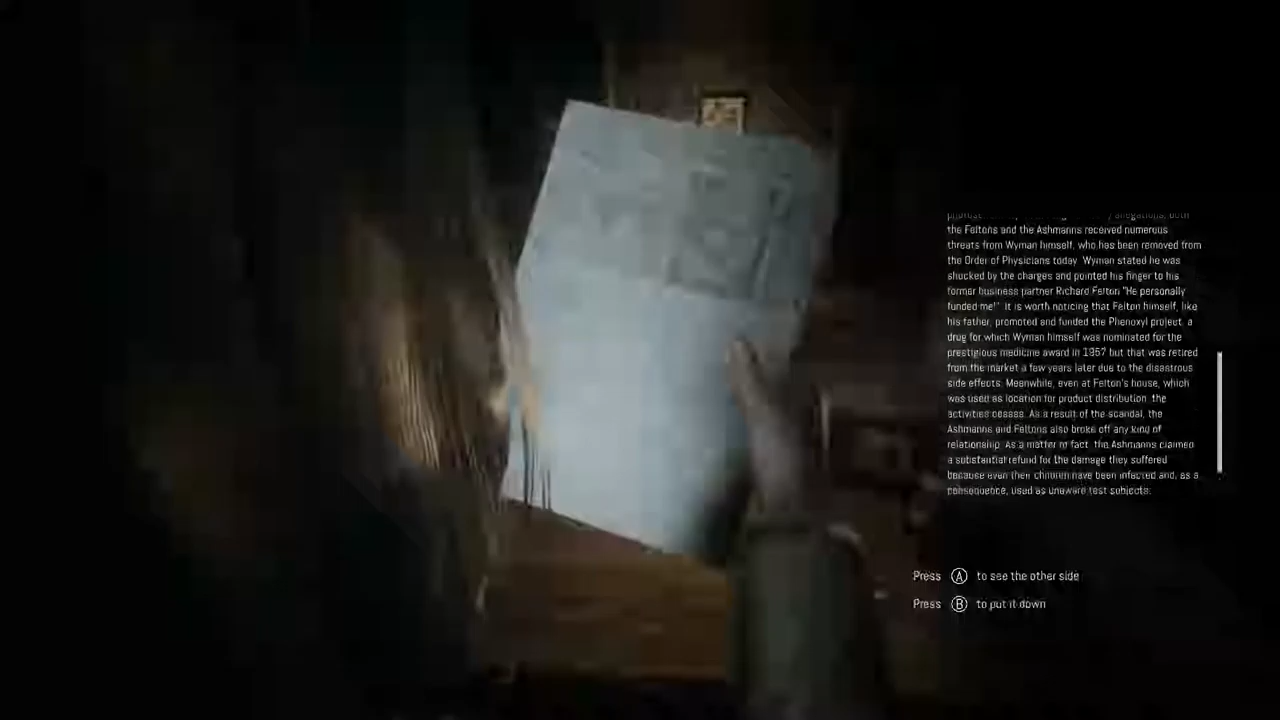 allegations, both
the Feltons and the Ashmanns received numerous
threats from Wyman himself, who has been removed from
the Order of Physicians today. Wyman stated he was
shocked by the charges and pointed his finger to his
former business partner Richard Felton "He personally
funded me!". It is worth noticing that Felton himself, like
his father, promoted and funded the Phenoxyl project, a
drug for which Wyman himself was nominated for the
prestigious medicine award in 1957 but that was retired
from the market a few years later due to the disastrous
side effects. Meanwhile, even at Felton's house, which
was used as location for product distribution, the
activities cease. As a result of the scandal, the
Ashmanns and Feltons also broke off any kind of
relationship. As a matter of fact, the Ashmanns claimed
a substantial refund for the damage they suffered
because even their children have been infected and, as a
consequence, used as unaware test subjects.
Press A to see the other side
Press B to put it down